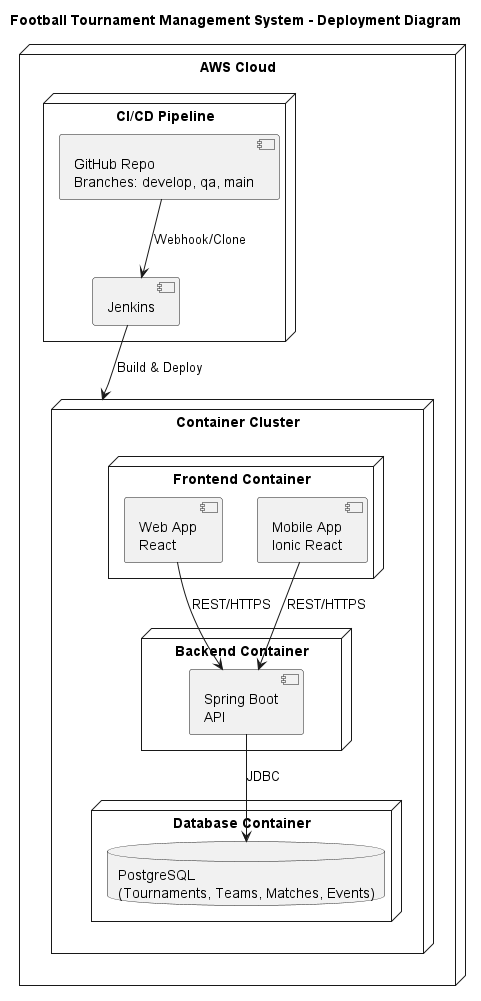 Football Tournament Management System - Deployment Diagram
AWS Cloud
CI/CD Pipeline
GitHub Repo
Branches: develop, qa, main
Webhook/Clone
Jenkins
Build & Deploy
Container Cluster
Frontend Container
Web App
React
Mobile App
Ionic React
REST/HTTPS
REST/HTTPS
Backend Container
Spring Boot
API
JDBC
Database Container
PostgreSQL
(Tournaments, Teams, Matches, Events)